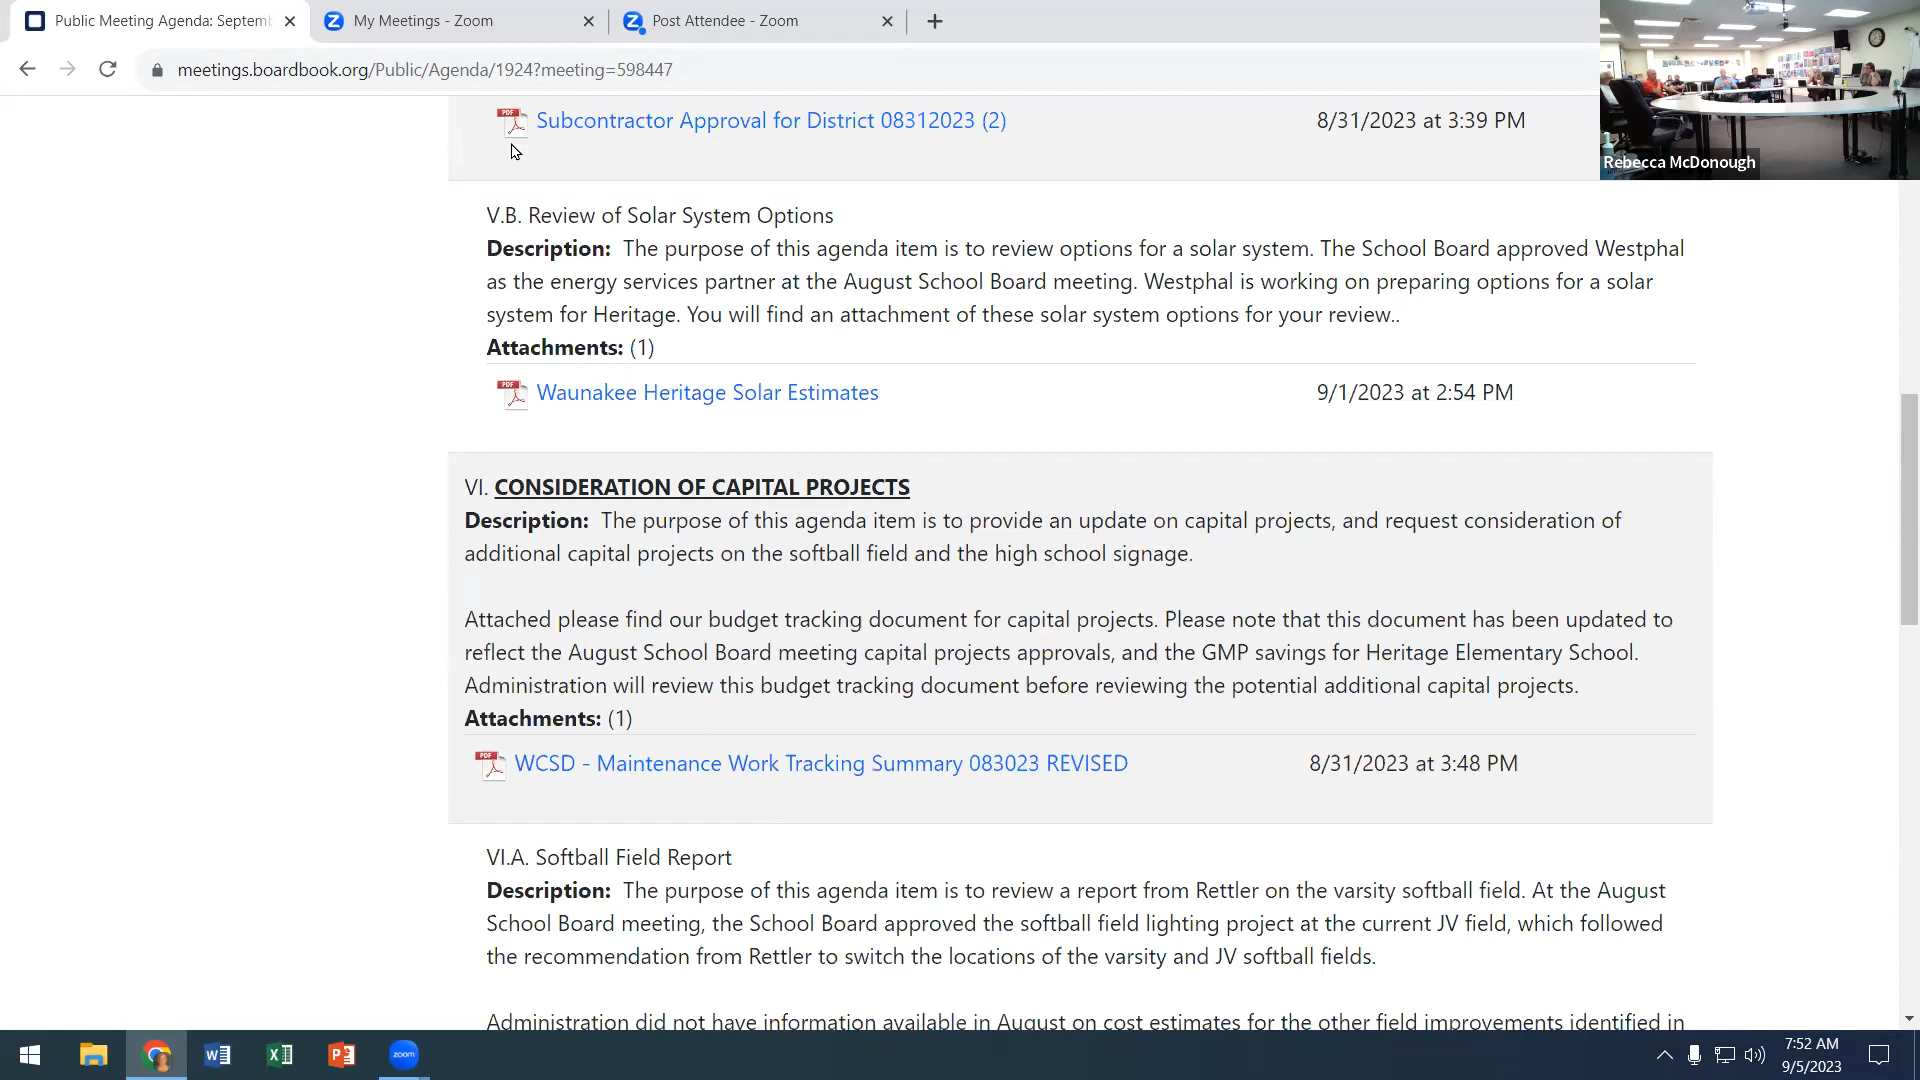 Public Meeting Agenda: Septemb
My Meetings - Zoom
Post Attendee - Zoom
meetings.boardbook.org/Public/Agenda/1924?meeting=598447
Rebecca McDonough
Subcontractor Approval for District 08312023 (2) 8/31/2023 at 3:39 PM
V.B. Review of Solar System Options
Description: The purpose of this agenda item is to review options for a solar system. The School Board approved Westphal
as the energy services partner at the August School Board meeting. Westphal is working on preparing options for a solar
system for Heritage. You will find an attachment of these solar system options for your review..
Attachments: (1)
Waunakee Heritage Solar Estimates 9/1/2023 at 2:54 PM
VI. CONSIDERATION OF CAPITAL PROJECTS
Description: The purpose of this agenda item is to provide an update on capital projects, and request consideration of
additional capital projects on the softball field and the high school signage.
Attached please find our budget tracking document for capital projects. Please note that this document has been updated to
reflect the August School Board meeting capital projects approvals, and the GMP savings for Heritage Elementary School.
Administration will review this budget tracking document before reviewing the potential additional capital projects.
Attachments: (1)
WCSD - Maintenance Work Tracking Summary 083023 REVISED 8/31/2023 at 3:48 PM
VI.A. Softball Field Report
Description: The purpose of this agenda item is to review a report from Rettler on the varsity softball field. At the August
School Board meeting, the School Board approved the softball field lighting project at the current JV field, which followed
the recommendation from Rettler to switch the locations of the varsity and JV softball fields.
Administration did not have information available in August on cost estimates for the other field improvements identified in
zoom
7:52 AM
9/5/2023